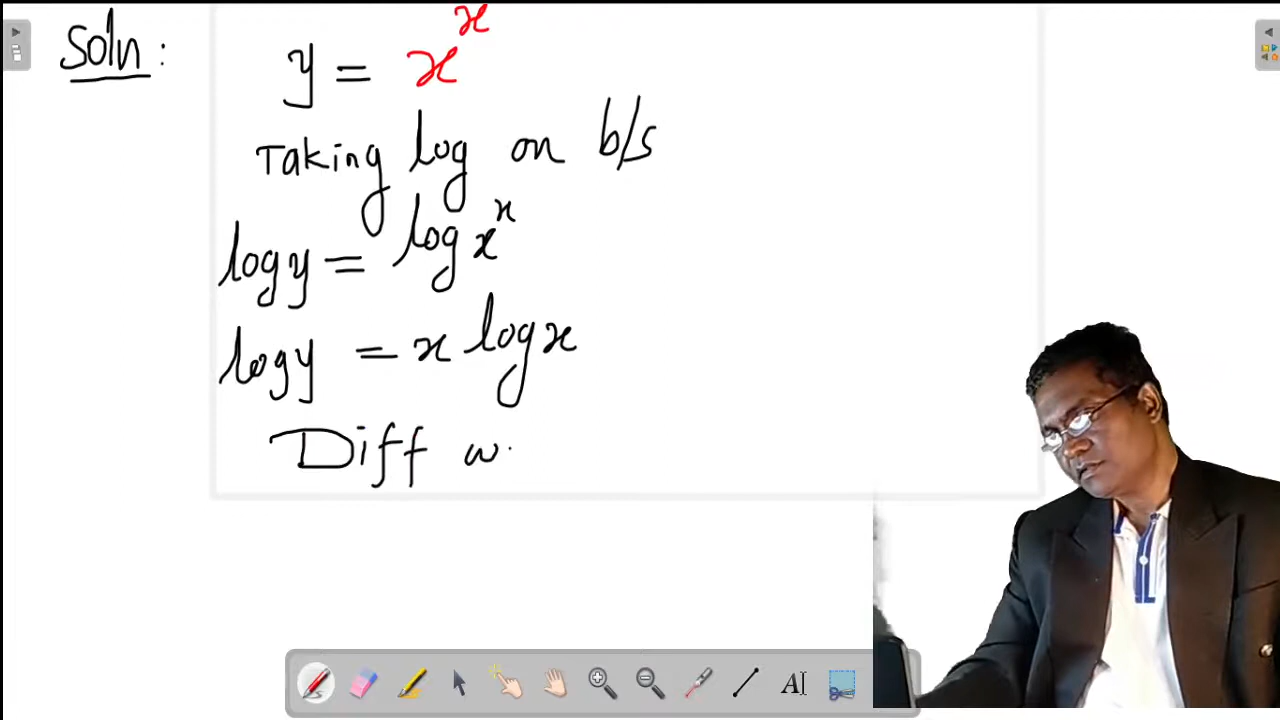 Soln:
y = x^x
Taking log on b/s
log y = log x^x
log y = x log x
Diff w.
A